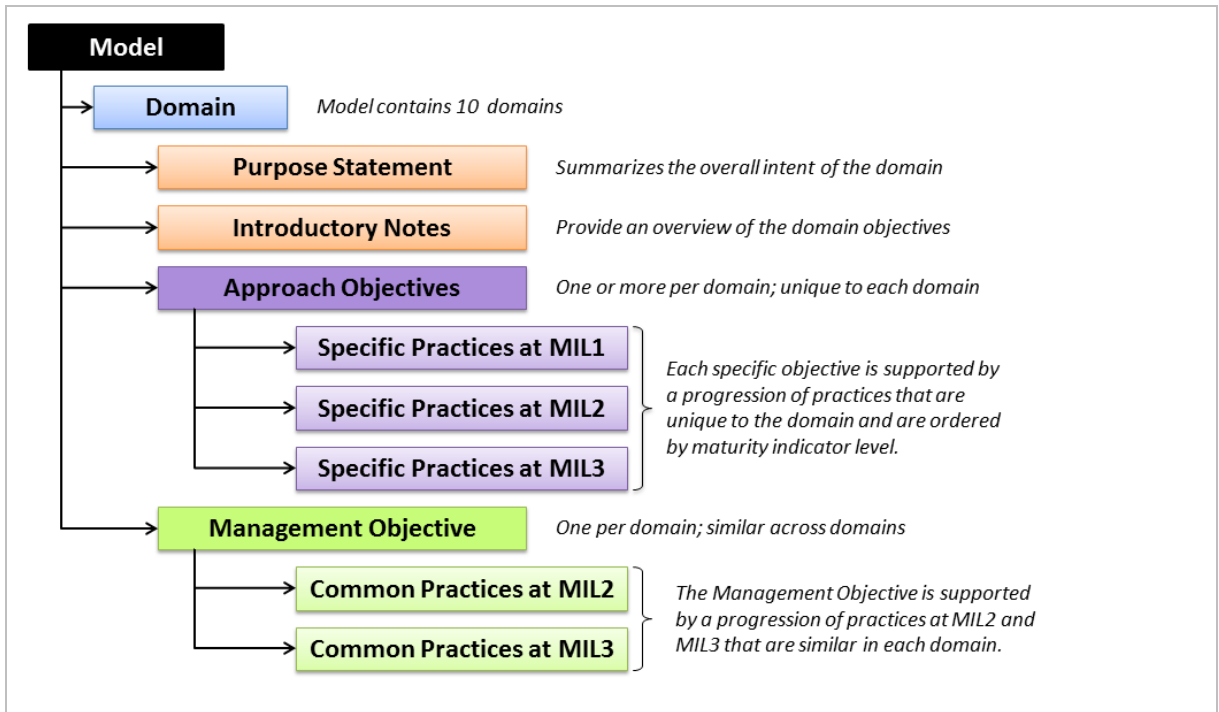 Model
Domain
Model contains 10 domains
Purpose Statement
Summarizes the overall intent of the domain
Introductory Notes
Provide an overview of the domain objectives
Approach Objectives
One or more per domain; unique to each domain
Specific Practices at MIL1
Specific Practices at MIL2
Specific Practices at MIL3
Each specific objective is supported by
a progression of practices that are
unique to the domain and are ordered
by maturity indicator level.
Management Objective
One per domain; similar across domains
Common Practices at MIL2
Common Practices at MIL3
The Management Objective is supported
by a progression of practices at MIL2 and
MIL3 that are similar in each domain.